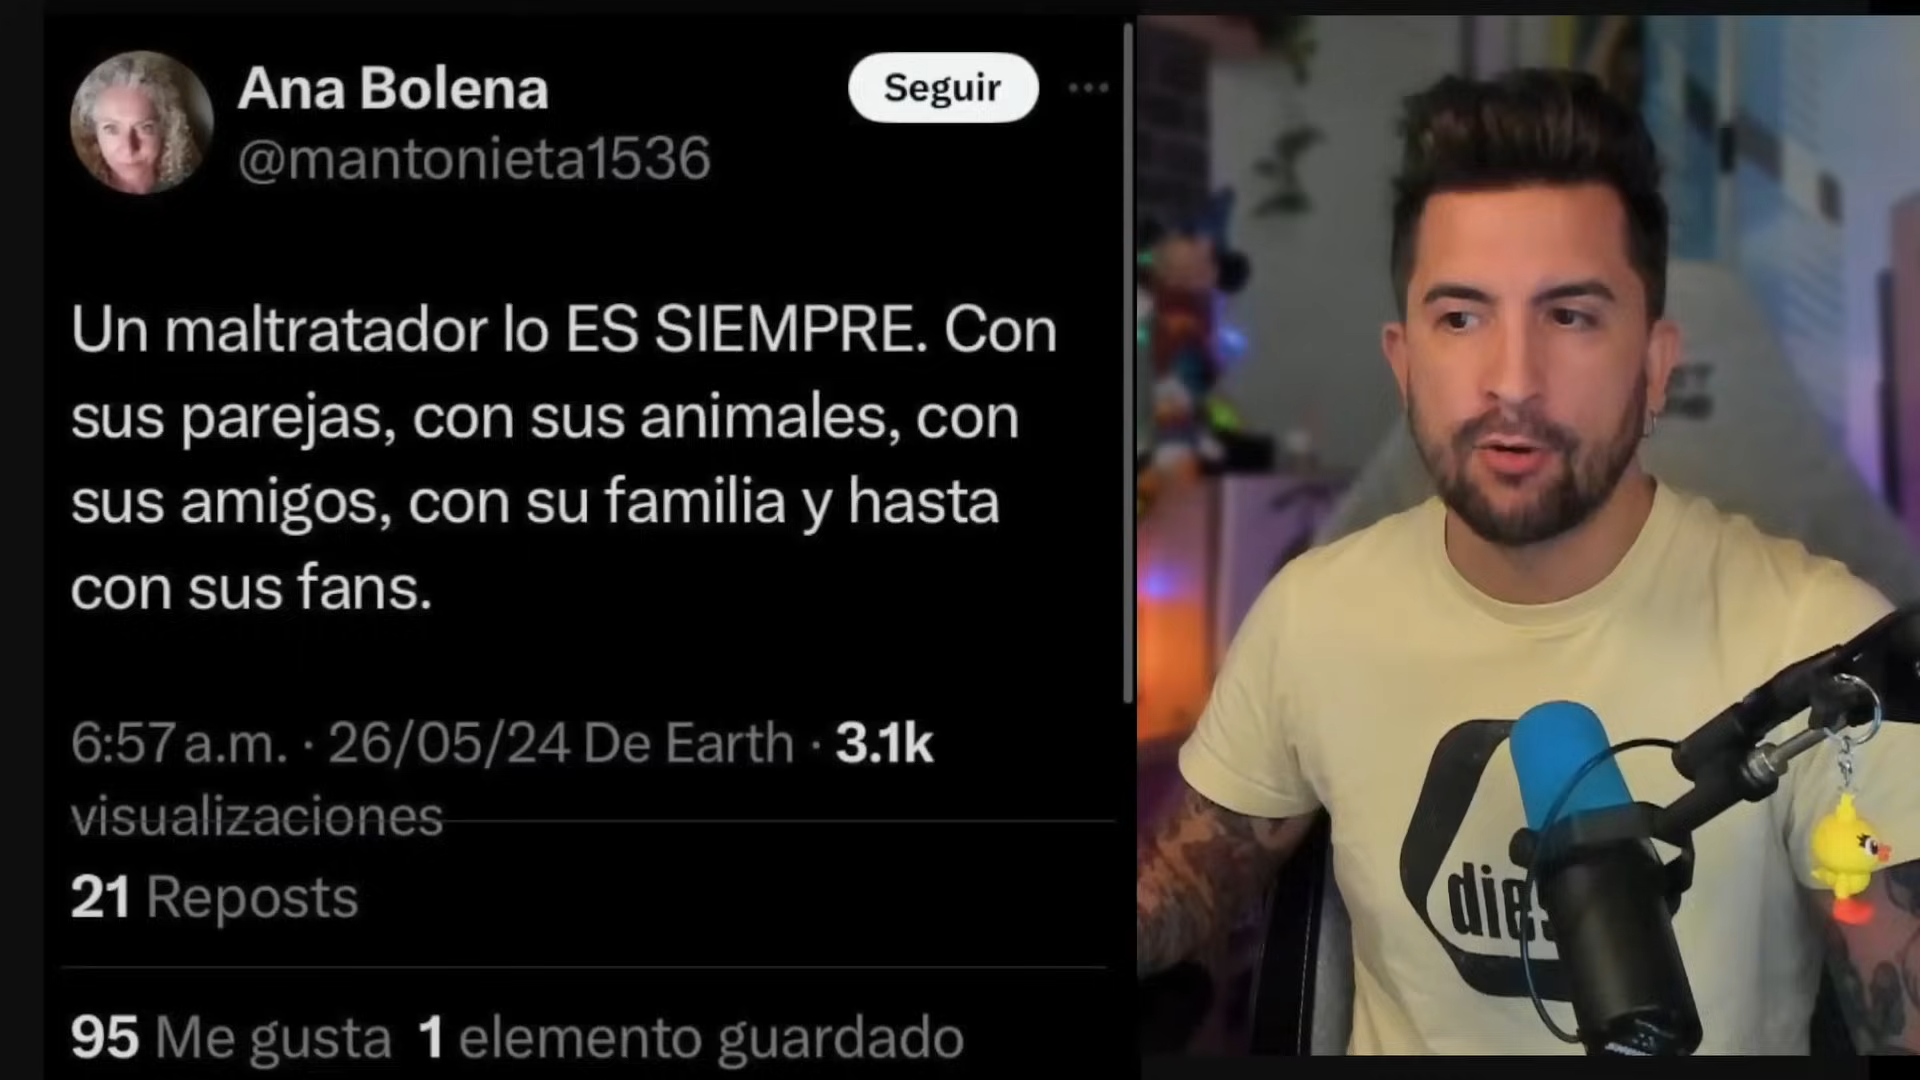 Ana Bolena
Seguir
@mantonieta1536
Un maltratador lo ES SIEMPRE. Con
sus parejas, con sus animales, con
sus amigos, con su familia y hasta
con sus fans.
6:57 a.m. · 26/05/24 De Earth · 3.1k
visualizaciones
21 Reposts
95 Me gusta 1 elemento guardado